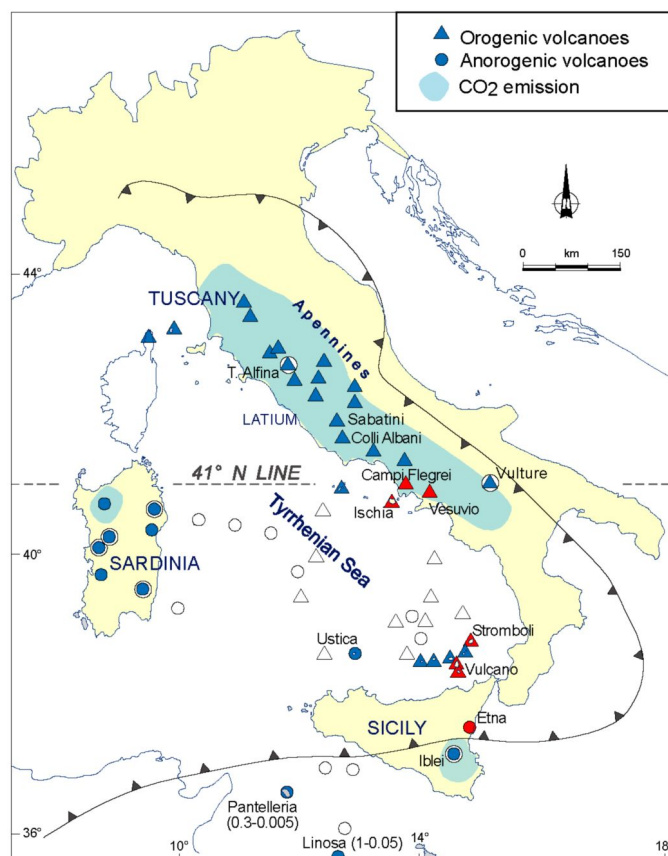 Orogenic volcanoes
Anorogenic volcanoes
CO2 emission
km
0 150
44°
TUSCANY
Apennines
T. Alfina
LATIUM
Sabatini
Colli Albani
41° N LINE
Campi Flegrei
Vulture
Ischia
Vesuvio
Tyrrhenian Sea
40°
SARDINIA
Stromboli
Ustica
Vulcano
Etna
SICILY
Iblei
Pantelleria
(0.3-0.005)
36°
10°
14°
18
Linosa (1-0.05)